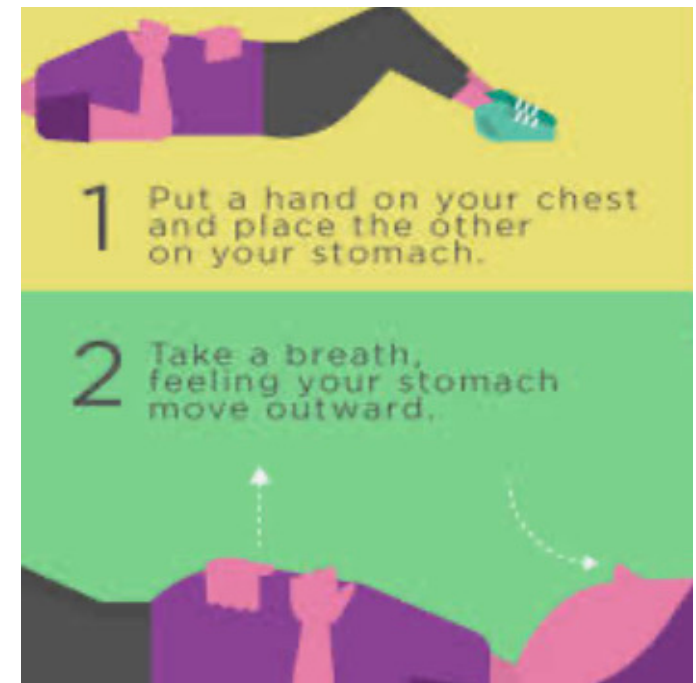 1 Put a hand on your chest
and place the other
on your stomach.
2 Take a breath,
feeling your stomach
move outward.